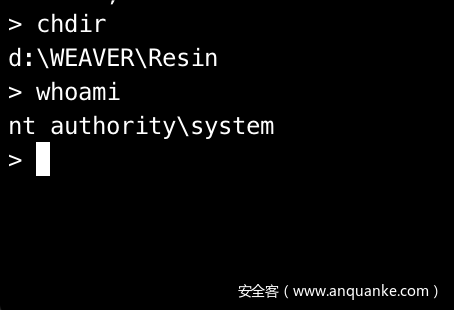 > chdir
d:\WEAVER\Resin
> whoami
nt authority\system
>
安全客（www.anquanke.com）